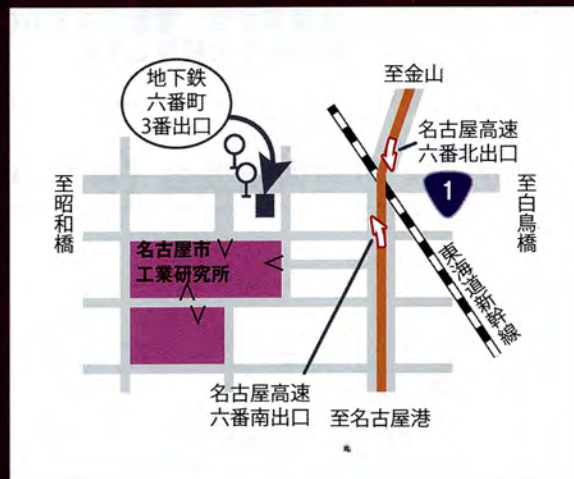 地下鉄
六番町
3番出口
至金山
名古屋高速
六番北出口
至昭和橋
1
至白鳥橋
名古屋市
工業研究所
東海道新幹線
名古屋高速
六番南出口
至名古屋港